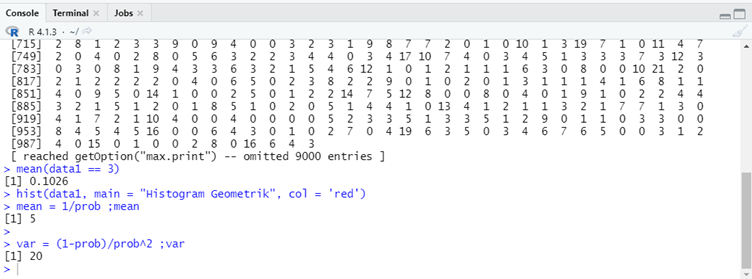 Console Terminal × Jobs ×
R 4.1.3 · ~/
[715] 2 8 1 2 3 3 9 0 9 4 0 0 3 2 3 1 9 8 7 7 2 0 1 0 10 1 3 19 7 1 0 11 4 7
[749] 2 0 4 0 2 8 0 5 6 3 2 2 3 4 4 0 3 4 17 10 7 4 0 3 4 5 1 3 2 3 3 7 3 12 3
[783] 0 3 0 8 1 9 4 3 3 6 3 2 1 5 4 6 12 1 0 1 2 1 1 1 6 3 0 8 0 0 10 21 2 0
[817] 2 1 2 2 2 2 0 4 0 6 5 0 2 3 8 2 2 9 0 1 0 2 0 1 3 1 1 1 4 1 6 8 1 1
[851] 4 0 9 5 0 14 1 0 0 2 5 0 1 2 2 14 7 5 12 8 0 0 8 0 4 0 1 9 1 0 2 2 4 4
[885] 3 2 1 5 1 2 0 1 8 5 1 0 2 0 5 1 4 4 1 0 13 4 1 2 1 1 3 2 1 7 7 1 3 0
[919] 4 1 7 2 1 10 4 0 0 4 0 0 0 0 0 5 2 3 3 5 1 3 3 5 1 2 9 0 1 1 0 4 0 0
[953] 8 4 5 4 5 16 0 0 6 4 3 0 1 0 2 7 0 4 19 6 3 5 0 3 4 6 7 6 5 0 0 3 1 2
[987] 4 0 15 0 1 0 0 2 8 0 16 6 4 3
[ reached getOption("max.print") -- omitted 9000 entries ]
> mean(data1 == 3)
[1] 0.1026
> hist(data1, main = "Histogram Geometrik", col = 'red')
> mean = 1/prob ;mean
[1] 5
>
> var = (1-prob)/prob^2 ;var
[1] 20
>